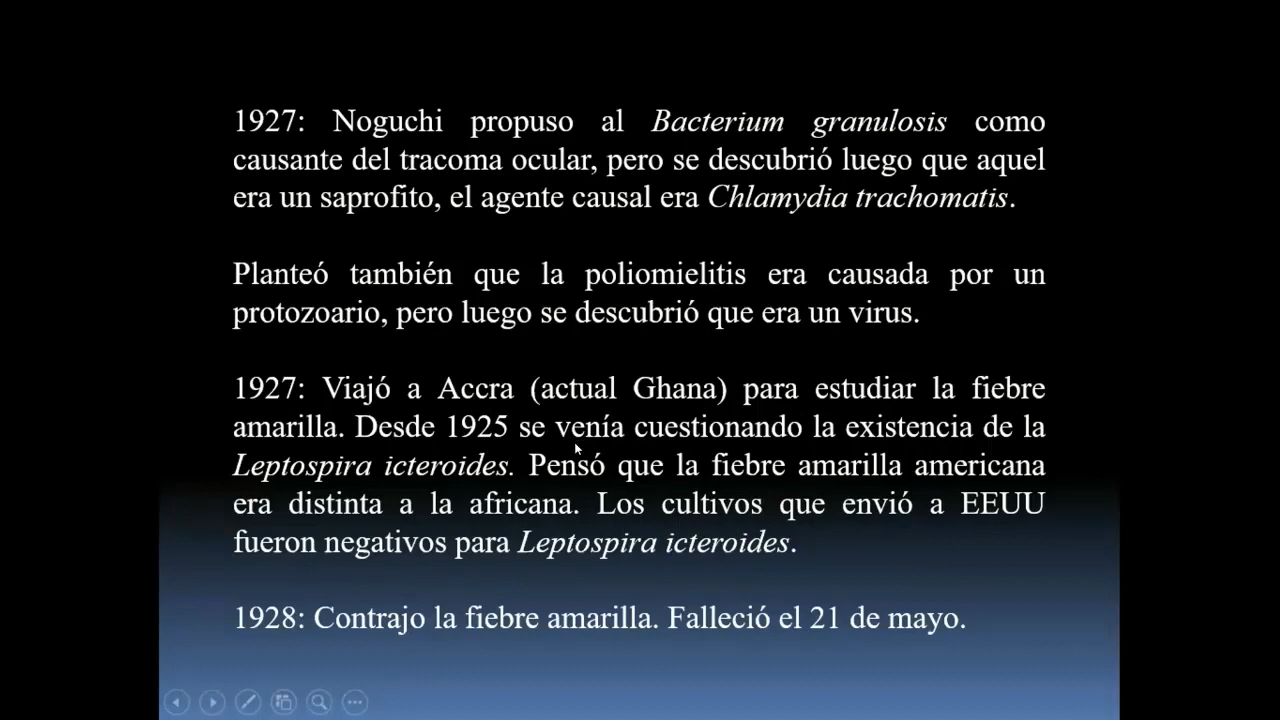 1927: Noguchi propuso al Bacterium granulosis como
causante del tracoma ocular, pero se descubrió luego que aquel
era un saprofito, el agente causal era Chlamydia trachomatis.
Planteó también que la poliomielitis era causada por un
protozoario, pero luego se descubrió que era un virus.
1927: Viajó a Accra (actual Ghana) para estudiar la fiebre
amarilla. Desde 1925 se venía cuestionando la existencia de la
Leptospira icteroides. Pensó que la fiebre amarilla americana
era distinta a la africana. Los cultivos que envió a EEUU
fueron negativos para Leptospira icteroides.
1928: Contrajo la fiebre amarilla. Falleció el 21 de mayo.